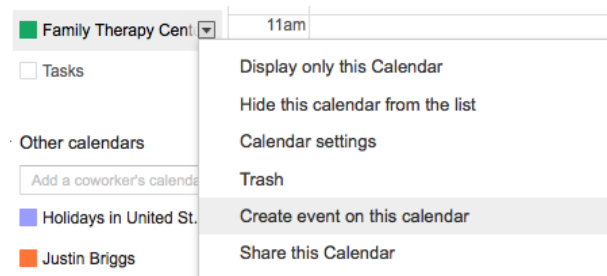 Family Therapy Cent
11am
Tasks
Display only this Calendar
Hide this calendar from the list
Calendar settings
Trash
Create event on this calendar
Share this Calendar
Other calendars
Add a coworker's calenda
Holidays in United St.
Justin Briggs